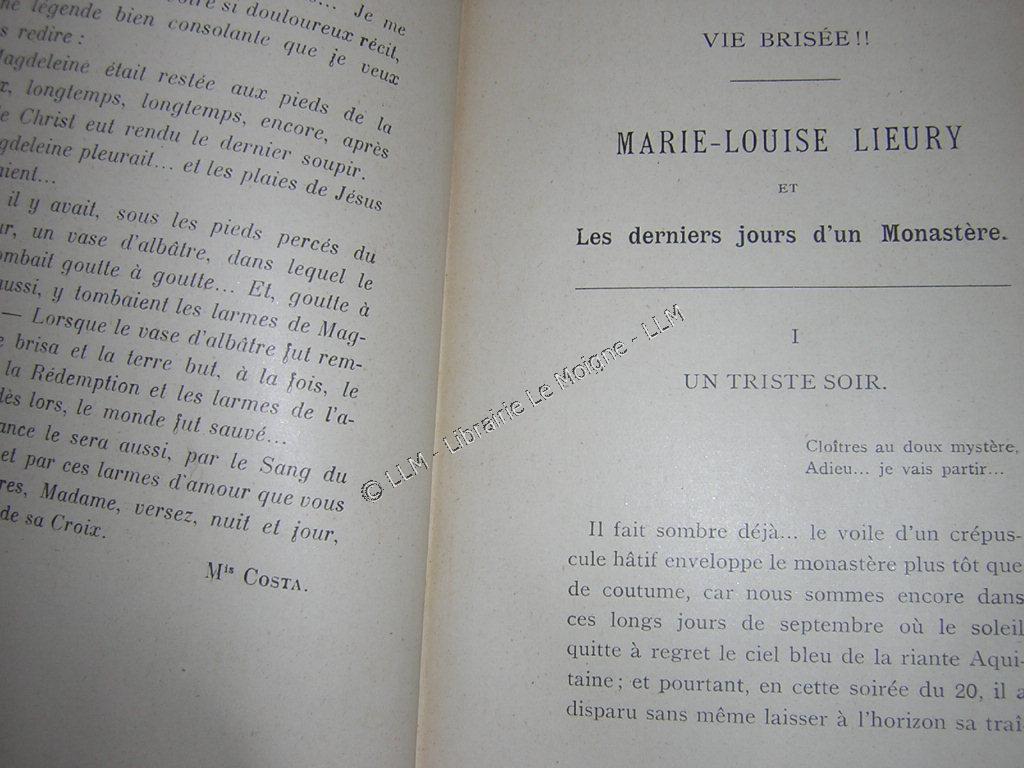 si douloureux récit,
Je me
légende bien consolante que je veux
redire :
Magdeleine était restée aux pieds de la
longtemps, longtemps, encore, après
Christ eut rendu le dernier soupir.
pleurait... et les plaies de Jésus
il y avait, sous les pieds percés du
un vase d'albâtre, dans lequel le
goutte à goutte... Et, goutte à
aussi, y tombaient les larmes de Mag-
— Lorsque le vase d'albâtre fut rem-
brisa et la terre but, à la fois, le
la Rédemption et les larmes de l'a-
dès lors, le monde fut sauvé...
le sera aussi, par le Sang du
et par ces larmes d'amour que vous
Madame, versez, nuit et jour,
de sa Croix.
Mis COSTA.
VIE BRISÉE!!
MARIE-LOUISE LIEURY
ET
Les derniers jours d'un Monastère.
I
UN TRISTE SOIR.
Cloîtres au doux mystère,
Adieu... je vais partir...
Il fait sombre déjà... le voile d'un crépus-
cule hâtif enveloppe le monastère plus tôt que
de coutume, car nous sommes encore dans
ces longs jours de septembre où le soleil
quitte à regret le ciel bleu de la riante Aqui-
taine ; et pourtant, en cette soirée du 20, il a
disparu sans même laisser à l'horizon sa traî-
© LLM - Librairie Le Moigne - LLM